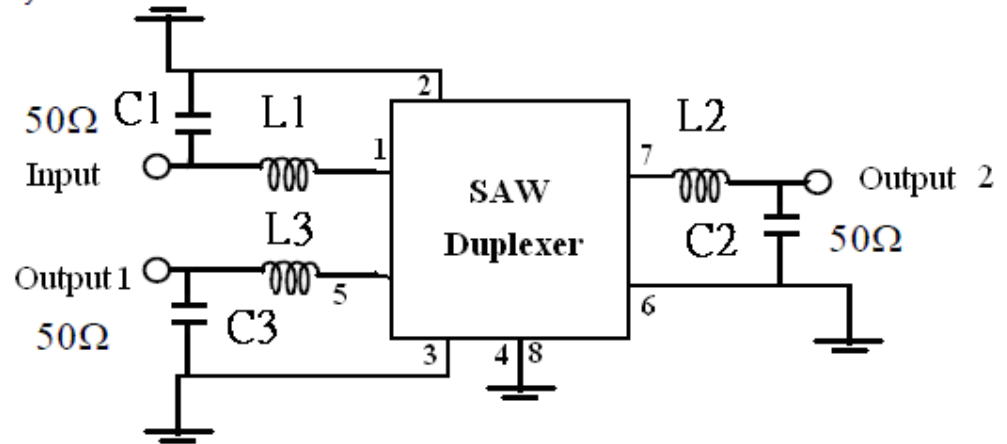 2
50Ω C1 L1 L2
1 7
Input SAW Output 2
L3 Duplexer C2 50Ω
Output 1 5
50Ω C3 6
3 4 8